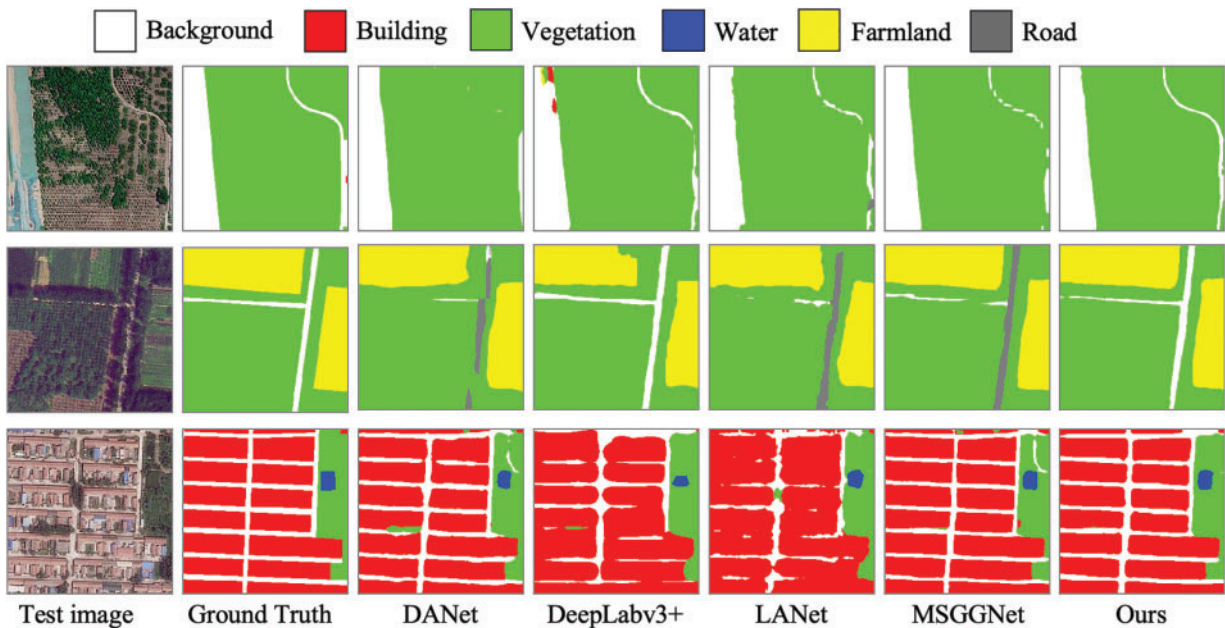 Background Building Vegetation Water Farmland Road
Test image Ground Truth DANet DeepLabv3+ LANet MSGGNet Ours